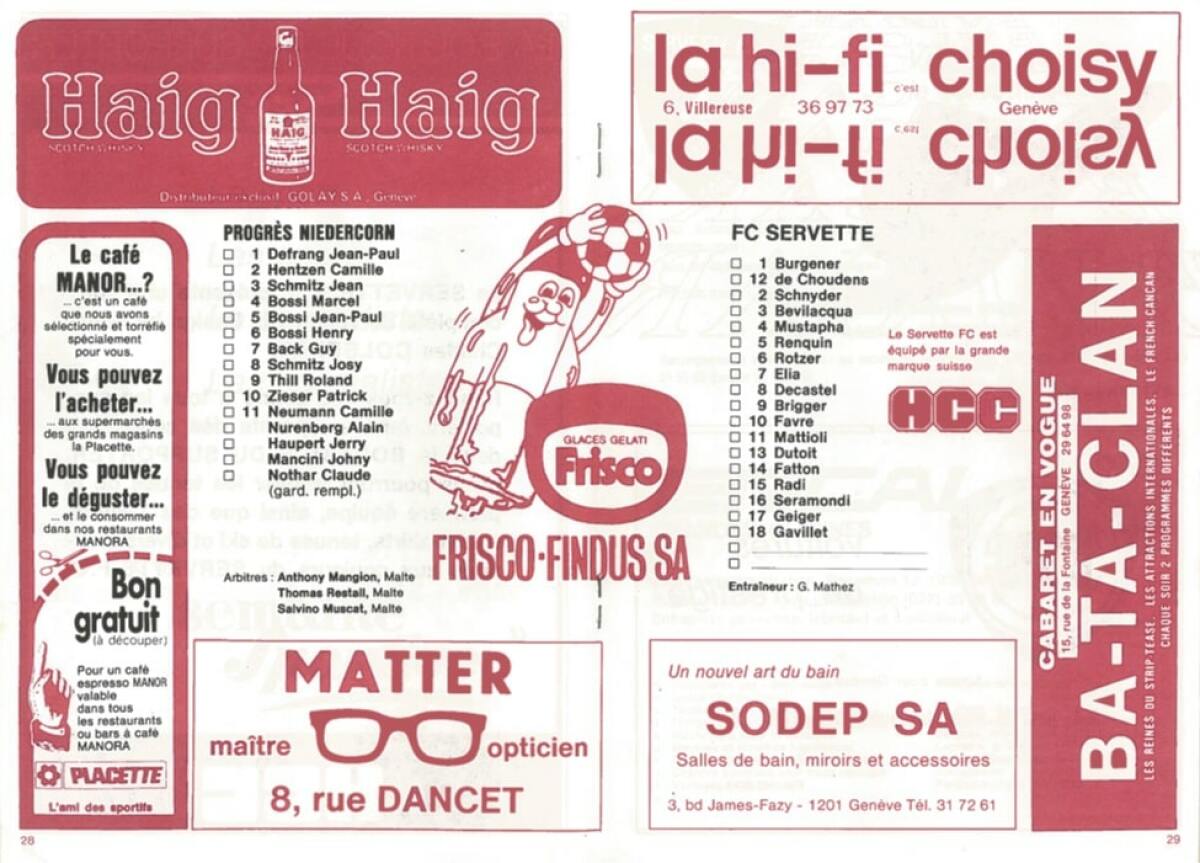 Haig Haig
SCOTCH WHISKY SCOTCH WHISKY
HAIG
Distributeur exclusif: GOLAY S.A., Genève
Le café
MANOR...?
... c'est un café
que nous avons
sélectionné et torréfié
spécialement
pour vous.
Vous pouvez
l'acheter...
... aux supermarchés
des grands magasins
la Placette.
Vous pouvez
le déguster...
... et le consommer
dans nos restaurants
MANORA
Bon
gratuit
(à découper)
Pour un café
espresso MANOR
valable
dans tous
les restaurants
ou bars à café
MANORA
PLACETTE
L'ami des sportifs
28
PROGRÈS NIEDERCORN
1 Defrang Jean-Paul
2 Hentzen Camille
3 Schmitz Jean
4 Bossi Marcel
5 Bossi Jean-Paul
6 Bossi Henry
7 Back Guy
8 Schmitz Josy
9 Thill Roland
10 Zieser Patrick
11 Neumann Camille
Nurenberg Alain
Haupert Jerry
Mancini Johny
Nothar Claude
(gard. rempl.)
Arbitres : Anthony Mangion, Malte
Thomas Restall, Malte
Salvino Muscat, Malte
GLACES GELATI
Frisco
FRISCO-FINDUS SA
MATTER
maître opticien
8, rue DANCET
la hi-fi c'est choisy
6, Villereuse 36 97 73 Genève
la hi-fi c'est choisy
FC SERVETTE
1 Burgener
12 de Choudens
2 Schnyder
3 Bevilacqua
4 Mustapha
5 Renquin
6 Rotzer
7 Elia
8 Decastel
9 Brigger
10 Favre
11 Mattioli
13 Dutoit
14 Fatton
15 Radi
16 Seramondi
17 Geiger
18 Gavillet
Entraîneur : G. Mathez
Le Servette FC est
équipé par la grande
marque suisse
HCC
Un nouvel art du bain
SODEP SA
Salles de bain, miroirs et accessoires
3, bd James-Fazy - 1201 Genève Tél. 31 72 61
CABARET EN VOGUE
15, rue de la Fontaine GENÈVE 29 64 98
BA-TA-CLAN
LES REINES DU STRIP-TEASE, LES ATTRACTIONS INTERNATIONALES, LE FRENCH CANCAN
CHAQUE SOIR 2 PROGRAMMES DIFFÉRENTS
29